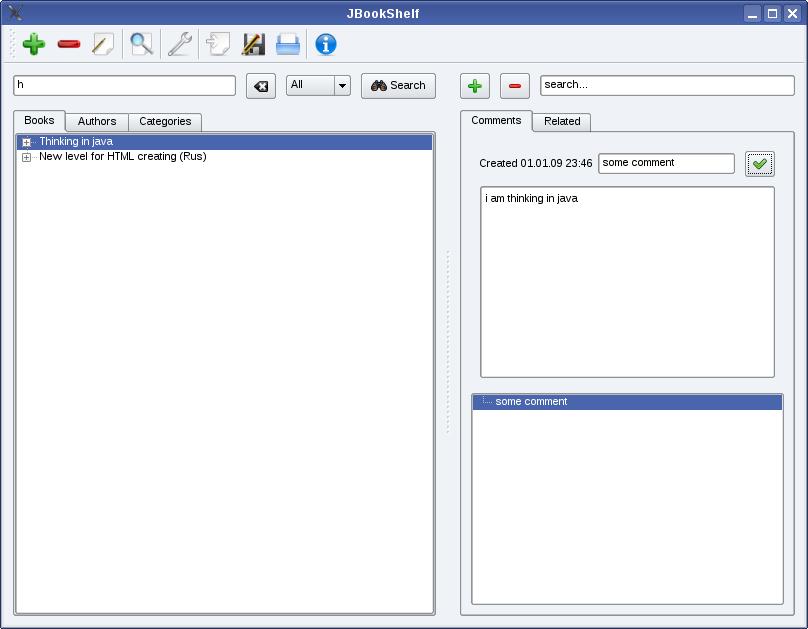 JBookShelf
h
All
Search
search...
Books
Authors
Categories
Comments
Related
Thinking in java
New level for HTML creating (Rus)
Created 01.01.09 23:46
some comment
i am thinking in java
some comment